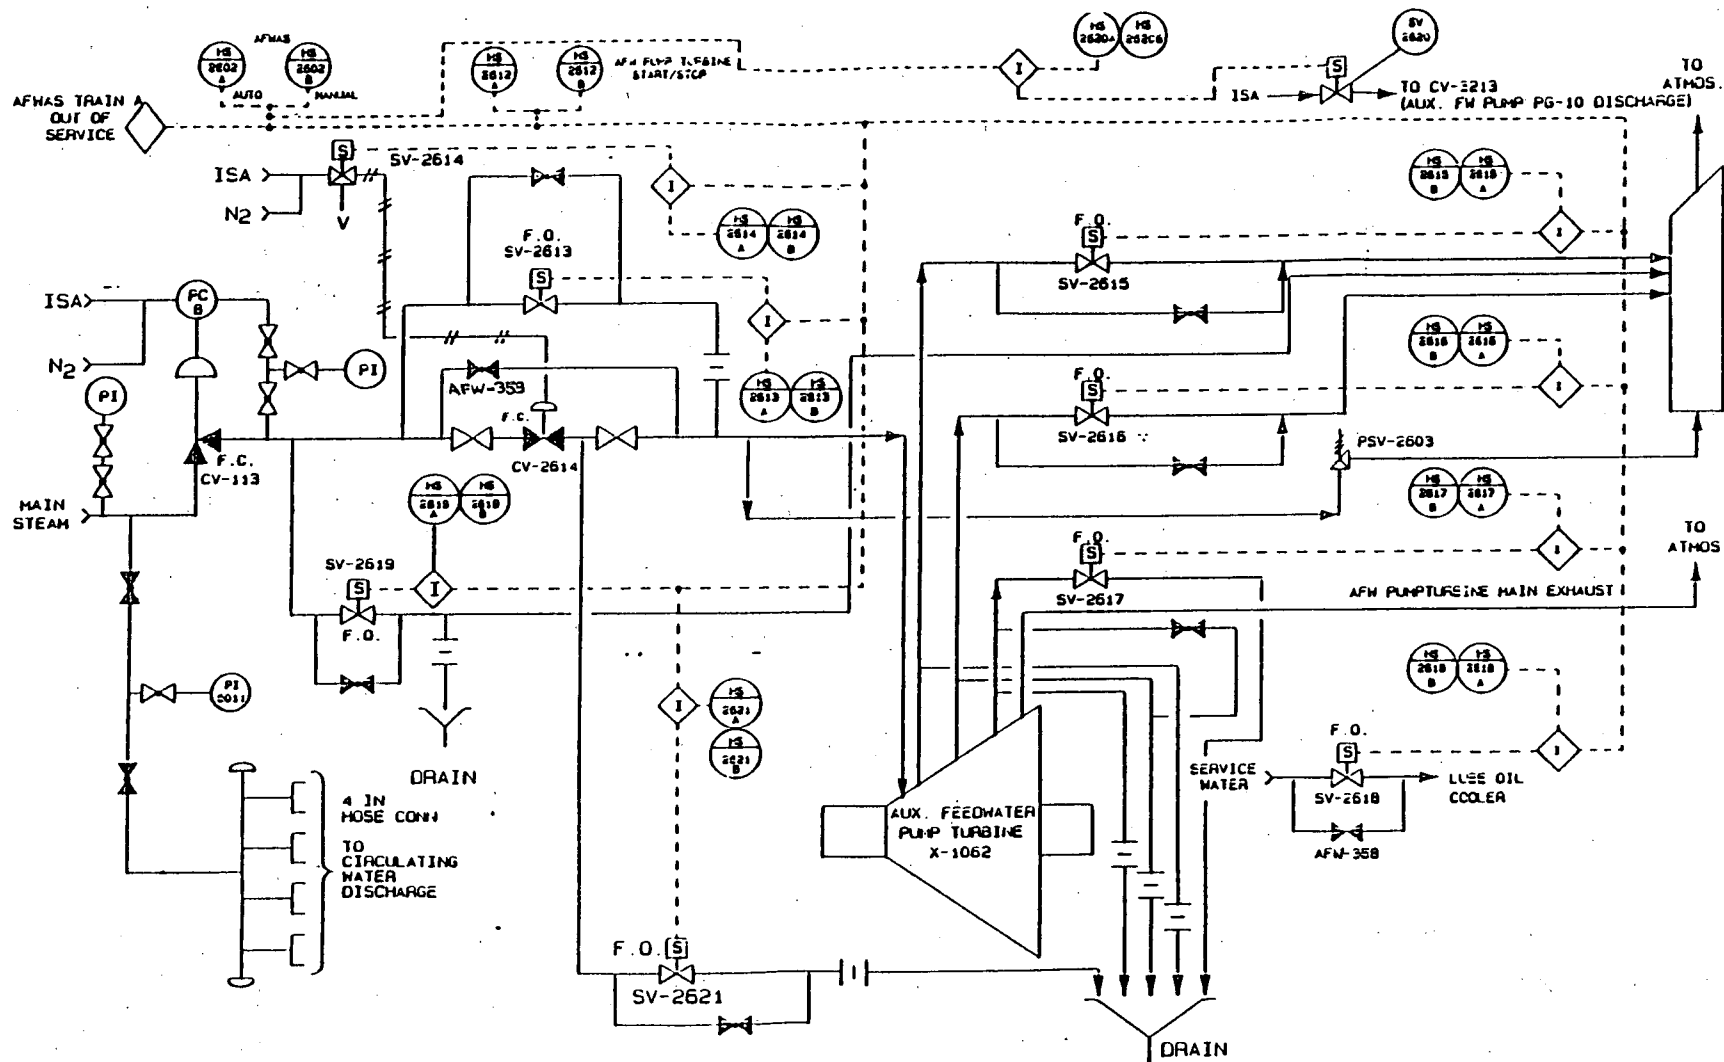 AFWAS
HS
2602
A
HS
2602
B
AUTO
MANUAL
HS
2612
A
HS
2612
B
AFW PUMP TURBINE
START/STOP
HS
2620A
HS
I
SV
2620
S
ISA
TO CV-3213
(AUX. FW PUMP PG-10 DISCHARGE)
TO
ATMOS.
AFWAS TRAIN A
OUT OF
SERVICE
S
SV-2614
ISA
N2
V
I
HS
2614
A
HS
2614
B
F.O.
SV-2613
S
I
HS
2613
A
HS
2613
B
ISA
PC
B
N2
PI
PI
F.C.
CV-113
MAIN
STEAM
AFW-359
F.C.
CV-2614
HS
2615
B
HS
2615
A
I
F.O.
S
SV-2615
HS
2616
B
HS
2616
A
I
F.O.
S
SV-2616
PSV-2603
HS
2617
B
HS
2617
A
I
F.O.
S
SV-2617
TO
ATMOS
AFW PUMPTURBINE MAIN EXHAUST
HS
2619
A
HS
2619
B
SV-2619
S
I
F.O.
DRAIN
PI
I
HS
2621
A
HS
2621
B
HS
2618
B
HS
2618
A
I
F.O.
S
SERVICE
WATER
SV-2618
LUBE OIL
COOLER
AFW-358
4 IN
HOSE CONN
TO
CIRCULATING
WATER
DISCHARGE
AUX. FEEDWATER
PUMP TURBINE
X-1062
F.O.
S
SV-2621
DRAIN